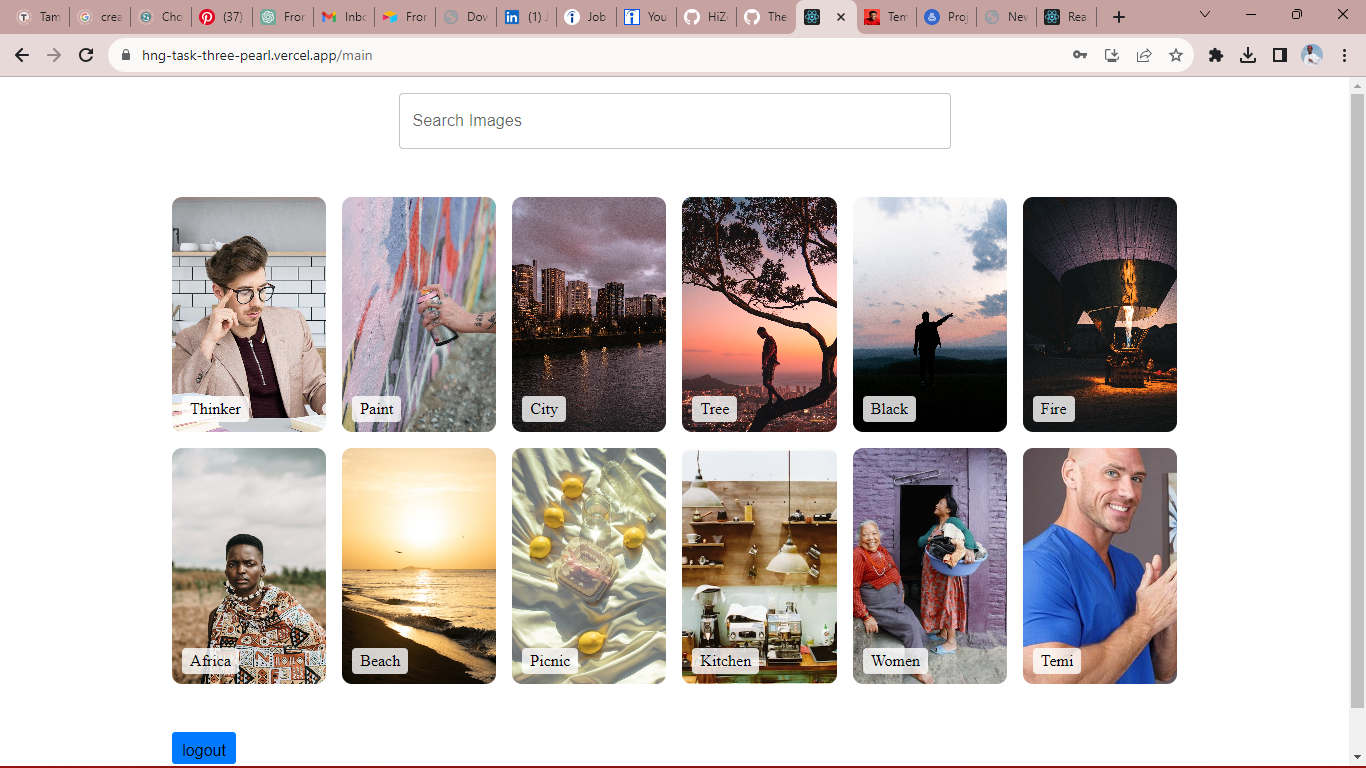 Tam
crea
Cho
(37)
Fror
Inbo
Fror
Dov
(1) J
Job
You
HiZ
The
Tem
Proj
Nev
Rea
hng-task-three-pearl.vercel.app/main
Search Images
Thinker
Paint
City
Tree
Black
Fire
Africa
Beach
Picnic
Kitchen
Women
Temi
logout